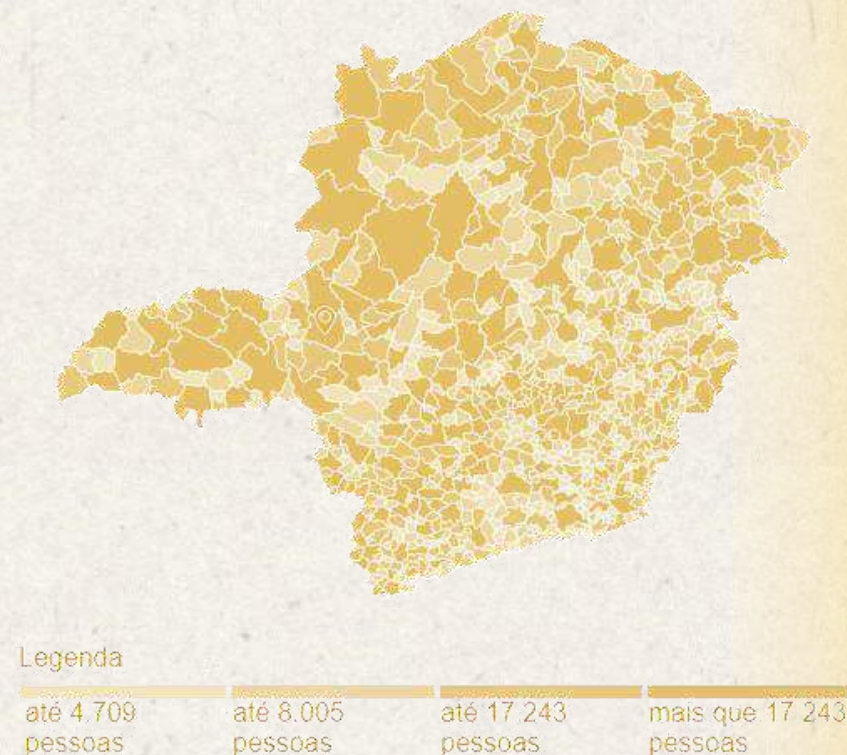 Legenda
até 4.709 pessoas
até 8.005 pessoas
até 17.243 pessoas
mais que 17.243 pessoas